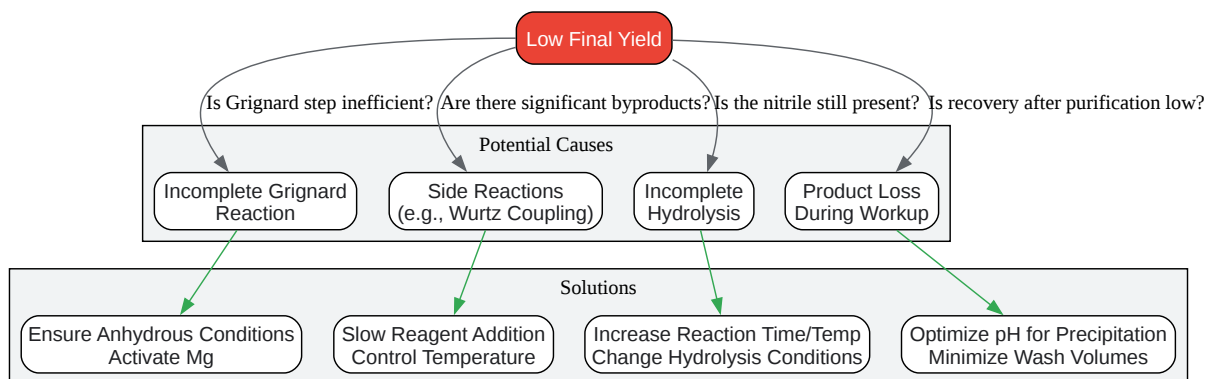 Low Final Yield
Is Grignard step inefficient?
Are there significant byproducts?
Is the nitrile still present?
Is recovery after purification low?
Potential Causes
Incomplete Grignard
Reaction
Side Reactions
(e.g., Wurtz Coupling)
Incomplete
Hydrolysis
Product Loss
During Workup
Solutions
Ensure Anhydrous Conditions
Activate Mg
Slow Reagent Addition
Control Temperature
Increase Reaction Time/Temp
Change Hydrolysis Conditions
Optimize pH for Precipitation
Minimize Wash Volumes